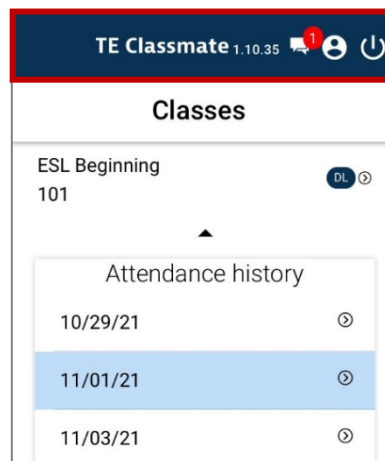 TE Classmate 1.10.35 1
Classes
ESL Beginning
101
DL
Attendance history
10/29/21
11/01/21
11/03/21